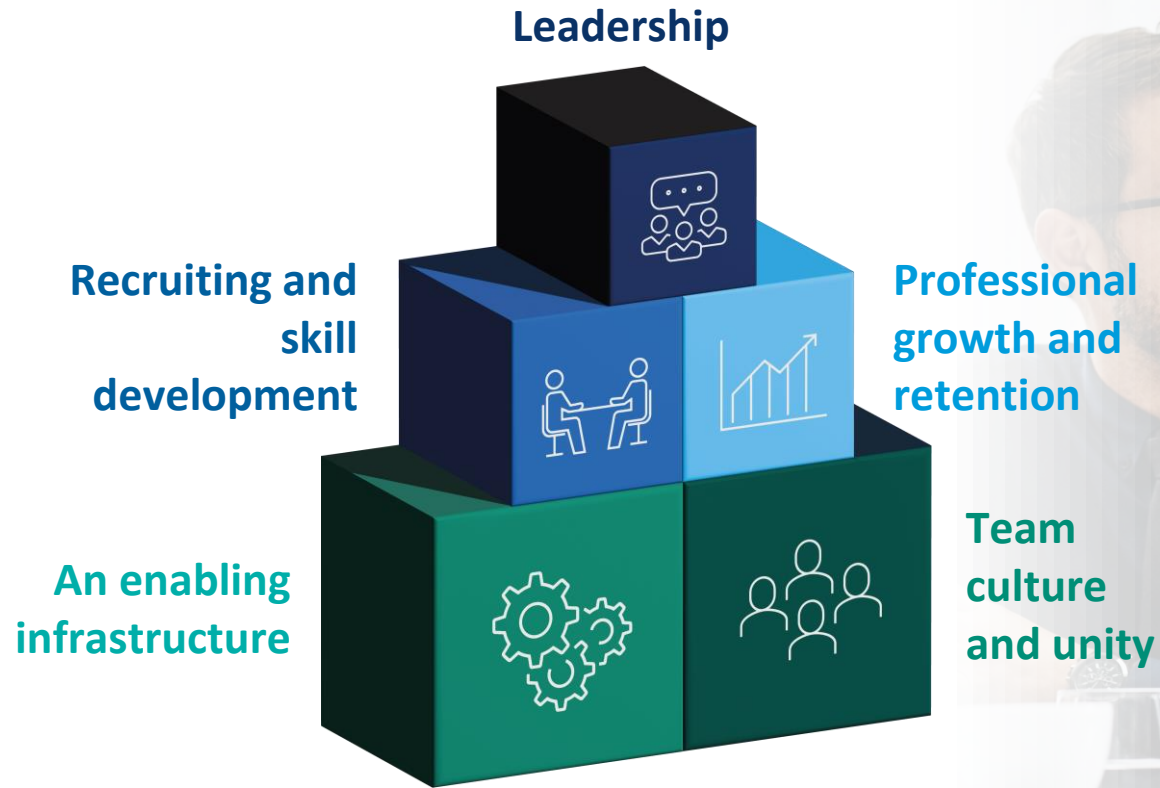 Leadership
Recruiting and
skill
development
Professional
growth and
retention
An enabling
infrastructure
Team
culture
and unity